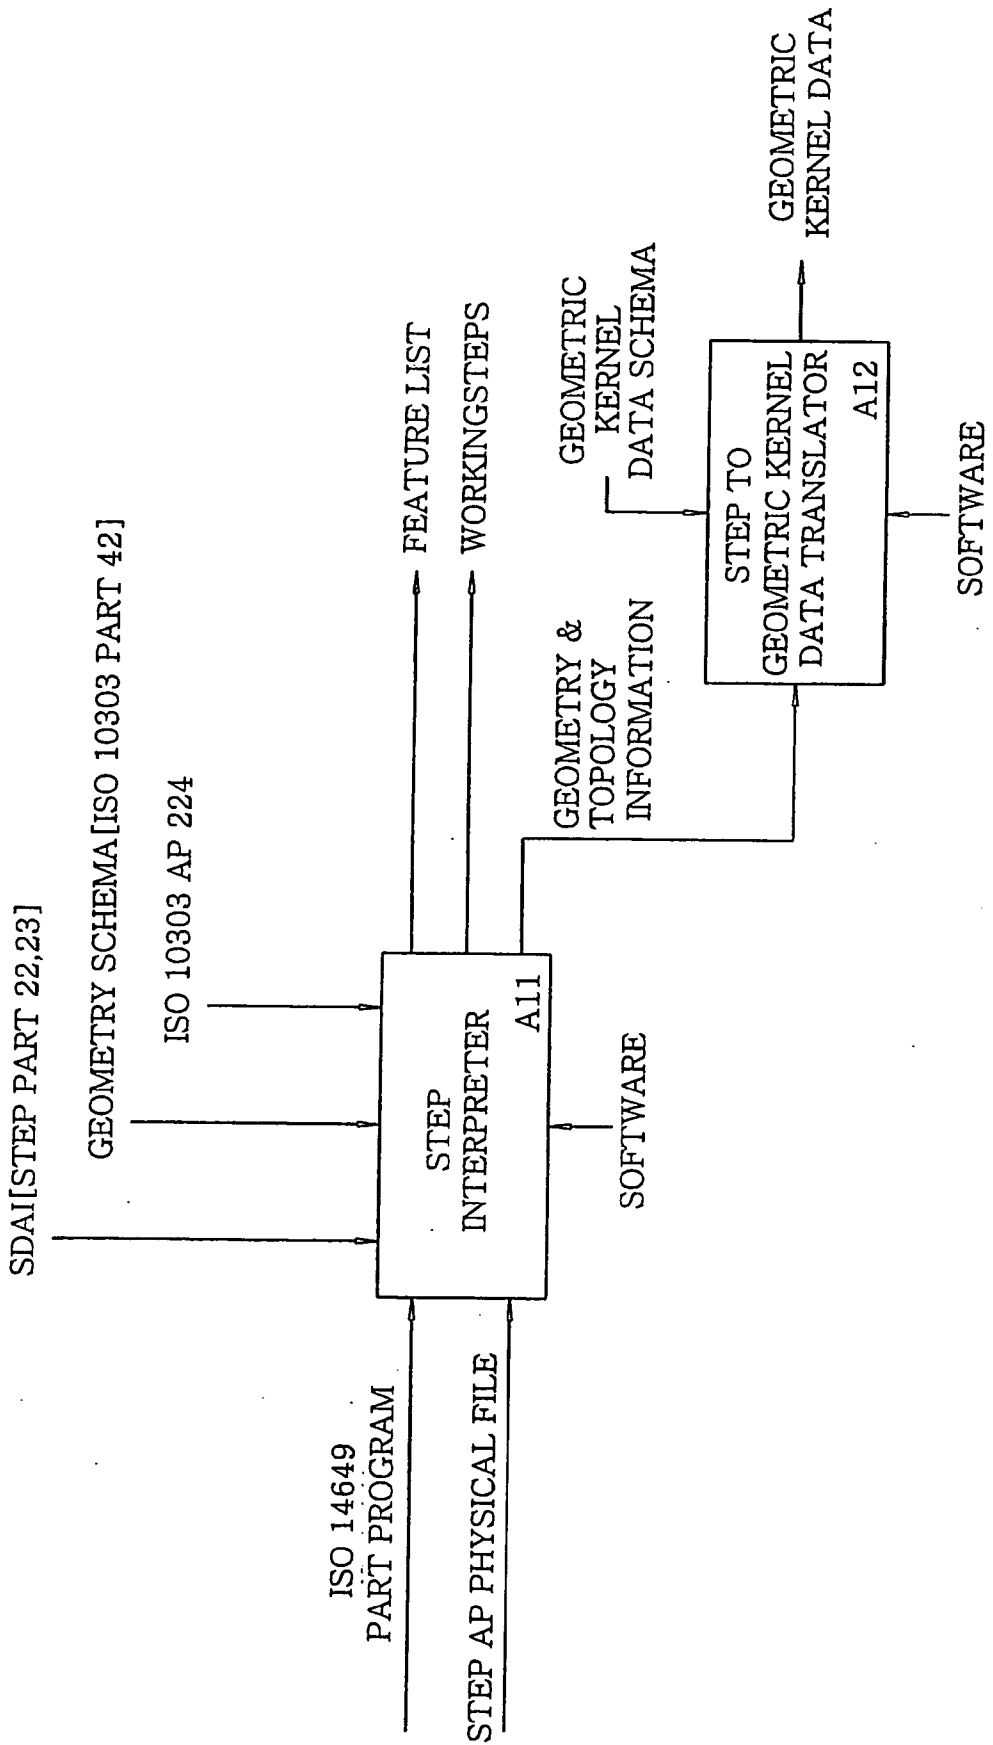 SDAI[STEP PART 22,23]
GEOMETRY SCHEMA[ISO 10303 PART 42]
ISO 10303 AP 224
ISO 14649
PART PROGRAM
STEP AP PHYSICAL FILE
STEP
INTERPRETER
A11
SOFTWARE
FEATURE LIST
WORKINGSTEPS
GEOMETRY &
TOPOLOGY
INFORMATION
GEOMETRIC
KERNEL
DATA SCHEMA
STEP TO
GEOMETRIC KERNEL
DATA TRANSLATOR
A12
SOFTWARE
GEOMETRIC
KERNEL DATA